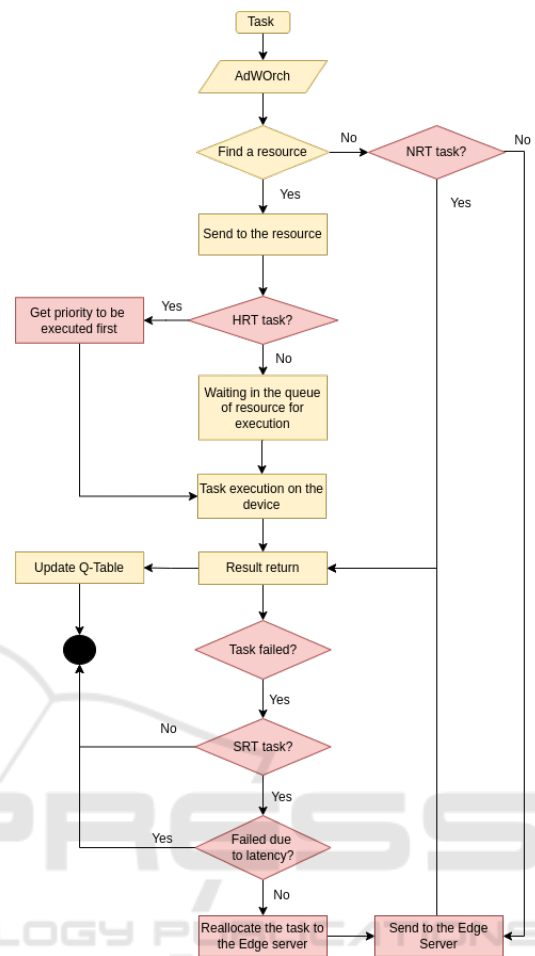 Task
AdWOrch
Find a resource
No
NRT task?
No
Yes
Yes
Send to the resource
Get priority to be
executed first
Yes
HRT task?
No
Waiting in the queue
of resource for
execution
Task execution on the
device
Update Q-Table
Result return
Task failed?
Yes
No
SRT task?
Yes
Yes
Failed due
to latency?
No
Reallocate the task to
the Edge server
Send to the Edge
Server
PRESS
LOGY PUBLICATIONS